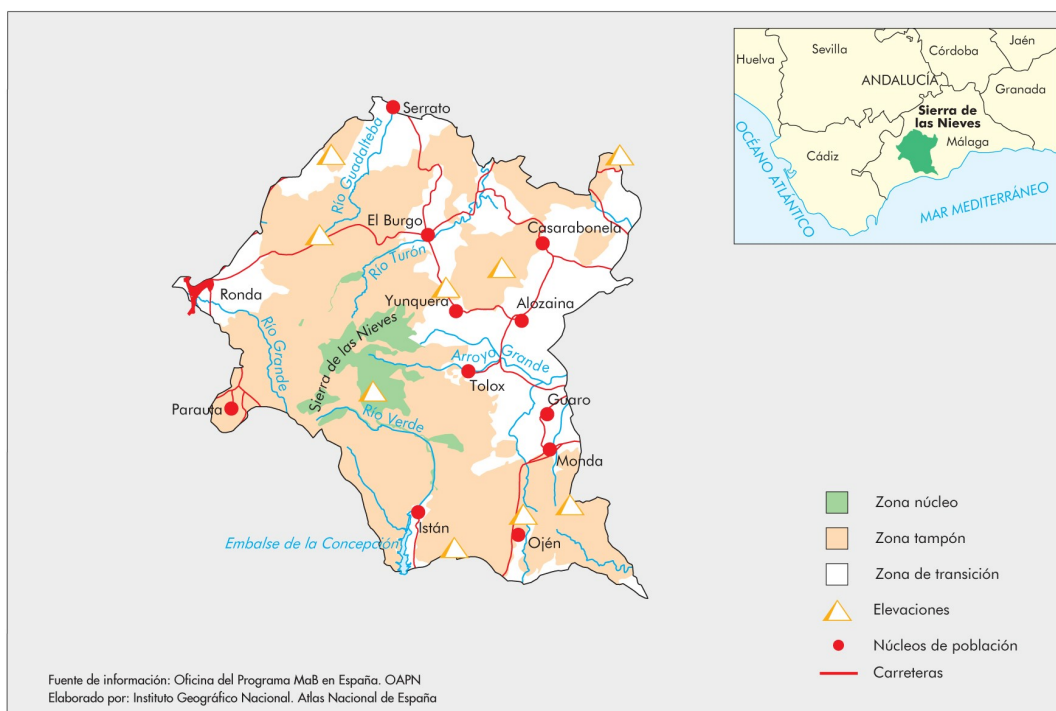 Serrato
Río Guadalteba
El Burgo
Casarabonela
Río Turón
Ronda
Yunquera
Alozaina
Río Grande
Sierra de las Nieves
Arroyo Grande
Tolox
Parauta
Guaro
Río Verde
Monda
Istán
Ojén
Embalse de la Concepción
Huelva
Sevilla
Córdoba
Jaén
ANDALUCÍA
Granada
Sierra de
las Nieves
Málaga
Cádiz
OCÉANO ATLÁNTICO
MAR MEDITERRÁNEO
Zona núcleo
Zona tampón
Zona de transición
Elevaciones
Núcleos de población
Carreteras
Fuente de información: Oficina del Programa MaB en España. OAPN
Elaborado por: Instituto Geográfico Nacional. Atlas Nacional de España